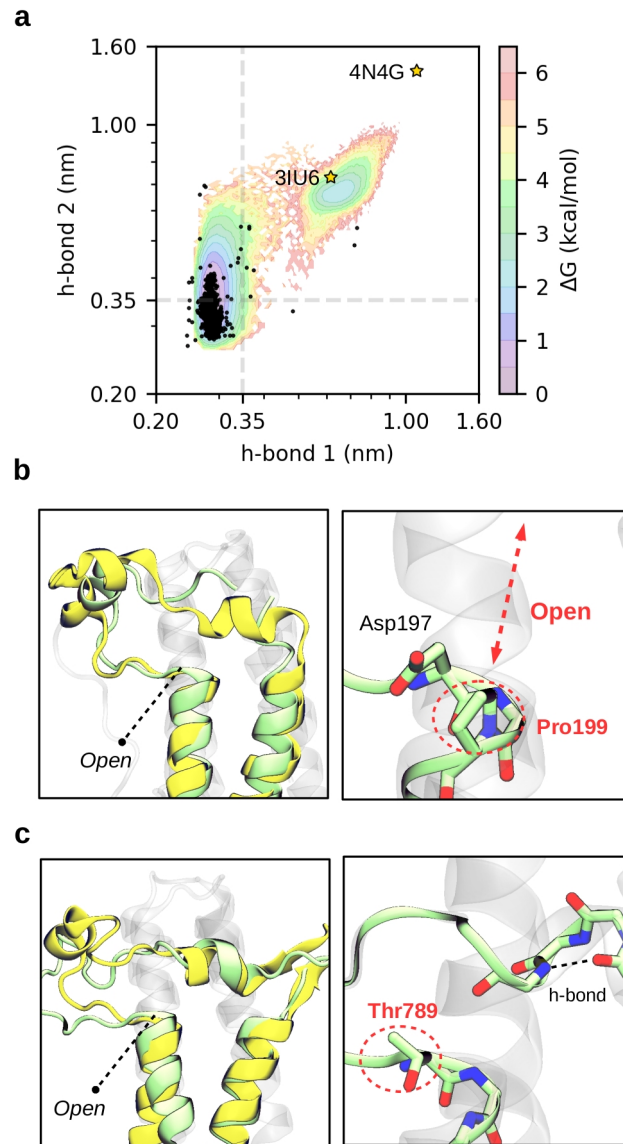 a
1.60
1.00
0.35
0.20
h-bond 2 (nm)
4N4G
3IU6
0.20
0.35
1.00
1.60
h-bond 1 (nm)
6
5
4
3
2
1
0
ΔG (kcal/mol)
b
Open
Asp197
Open
Pro199
c
Open
Thr789
h-bond